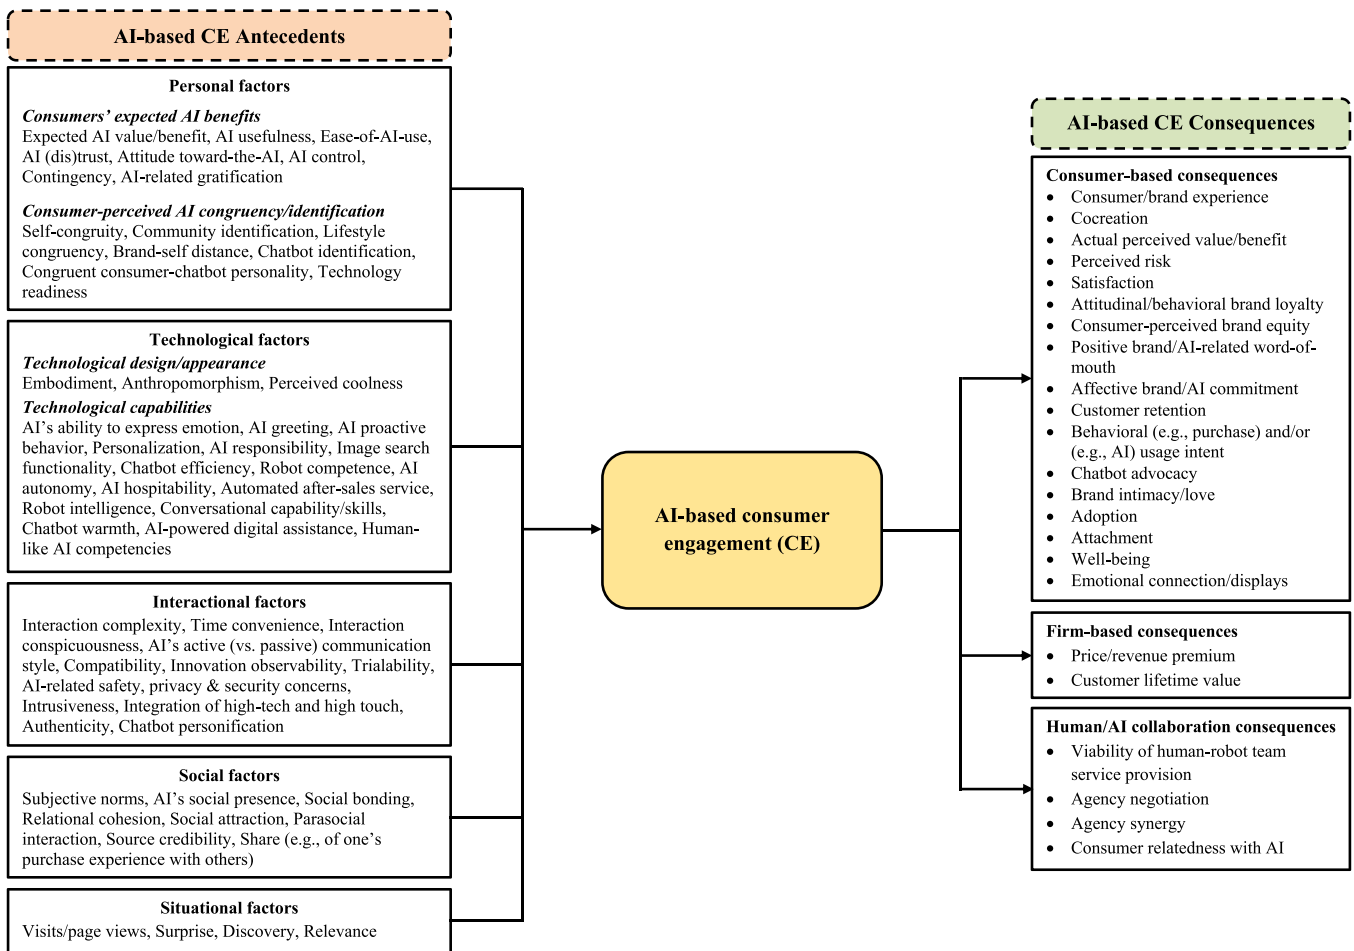 AI-based CE Antecedents
Personal factors
Consumers' expected AI benefits
Expected AI value/benefit, AI usefulness, Ease-of-AI-use,
AI (dis)trust, Attitude toward-the-AI, AI control,
Contingency, AI-related gratification
Consumer-perceived AI congruency/identification
Self-congruity, Community identification, Lifestyle
congruency, Brand-self distance, Chatbot identification,
Congruent consumer-chatbot personality, Technology
readiness
Technological factors
Technological design/appearance
Embodiment, Anthropomorphism, Perceived coolness
Technological capabilities
AI's ability to express emotion, AI greeting, AI proactive
behavior, Personalization, AI responsibility, Image search
functionality, Chatbot efficiency, Robot competence, AI
autonomy, AI hospitability, Automated after-sales service,
Robot intelligence, Conversational capability/skills,
Chatbot warmth, AI-powered digital assistance, Human-
like AI competencies
Interactional factors
Interaction complexity, Time convenience, Interaction
conspicuousness, AI's active (vs. passive) communication
style, Compatibility, Innovation observability, Trialability,
AI-related safety, privacy & security concerns,
Intrusiveness, Integration of high-tech and high touch,
Authenticity, Chatbot personification
Social factors
Subjective norms, AI's social presence, Social bonding,
Relational cohesion, Social attraction, Parasocial
interaction, Source credibility, Share (e.g., of one's
purchase experience with others)
Situational factors
Visits/page views, Surprise, Discovery, Relevance
AI-based consumer
engagement (CE)
AI-based CE Consequences
Consumer-based consequences
• Consumer/brand experience
• Cocreation
• Actual perceived value/benefit
• Perceived risk
• Satisfaction
• Attitudinal/behavioral brand loyalty
• Consumer-perceived brand equity
• Positive brand/AI-related word-of-
mouth
• Affective brand/AI commitment
• Customer retention
• Behavioral (e.g., purchase) and/or
(e.g., AI) usage intent
• Chatbot advocacy
• Brand intimacy/love
• Adoption
• Attachment
• Well-being
• Emotional connection/displays
Firm-based consequences
• Price/revenue premium
• Customer lifetime value
Human/AI collaboration consequences
• Viability of human-robot team
service provision
• Agency negotiation
• Agency synergy
• Consumer relatedness with AI